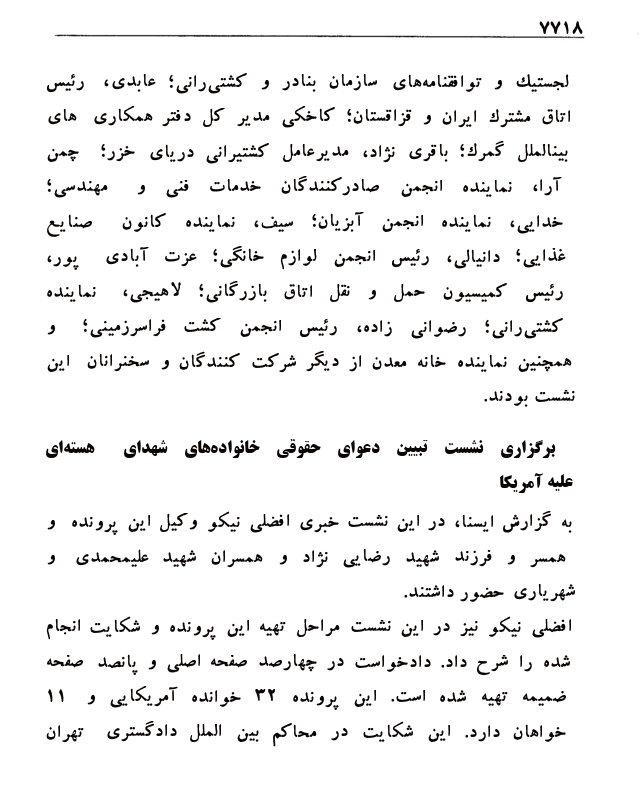 ۷۷۱۸
لجستیك و توافقنامه‌های سازمان بنادر و کشتی‌رانی؛ عابدی، رئیس
اتاق مشترك ایران و قزاقستان؛ کاخکی مدیر کل دفتر همکاری های
بینالملل گمرك؛ باقری نژاد، مدیرعامل کشتیرانی دریای خزر؛ چمن
آرا، نماینده انجمن صادرکنندگان خدمات فنی و مهندسی؛
خدایی، نماینده انجمن آبزیان؛ سیف، نماینده کانون صنایع
غذایی؛ دانیالی، رئیس انجمن لوازم خانگی؛ عزت آبادی پور،
رئیس کمیسیون حمل و نقل اتاق بازرگانی؛ لاهیجی، نماینده
کشتی‌رانی؛ رضوانی زاده، رئیس انجمن کشت فراسرزمینی؛ و
همچنین نماینده خانه معدن از دیگر شرکت کنندگان و سخنرانان این
نشست بودند.
برگزاری نشست تبیین دعوای حقوقی خانواده‌های شهدای هسته‌ای
علیه آمریکا
به گزارش ایسنا، در این نشست خبری افضلی نیکو وکیل این پرونده و
همسر و فرزند شهید رضایی نژاد و همسران شهید علیمحمدی و
شهریاری حضور داشتند.
افضلی نیکو نیز در این نشست مراحل تهیه این پرونده و شکایت انجام
شده را شرح داد. دادخواست در چهارصد صفحه اصلی و پانصد صفحه
ضمیمه تهیه شده است. این پرونده ۳۲ خوانده آمریکایی و ۱۱
خواهان دارد. این شکایت در محاکم بین الملل دادگستری تهران